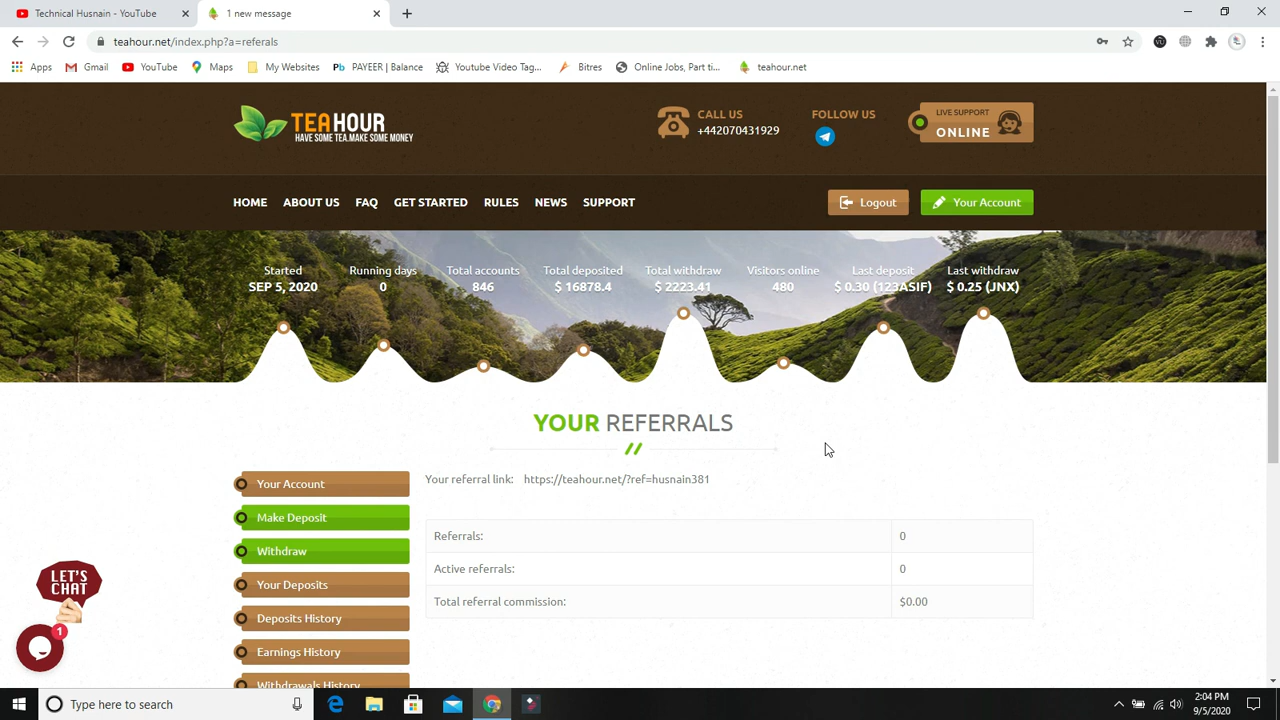 Technical Husnain - YouTube
1 new message
teahour.net/index.php?a=referals
Apps
Gmail
YouTube
Maps
My Websites
Pb PAYEER | Balance
Youtube Video Tag...
Bitres
Online Jobs, Part ti...
teahour.net
TEAHOUR
HAVE SOME TEA.MAKE SOME MONEY
CALL US
+442070431929
FOLLOW US
LIVE SUPPORT
ONLINE
HOME
ABOUT US
FAQ
GET STARTED
RULES
NEWS
SUPPORT
Logout
Your Account
Started
SEP 5, 2020
Running days
0
Total accounts
846
Total deposited
$ 16878.4
Total withdraw
$ 2223.41
Visitors online
480
Last deposit
$ 0.30 (123ASIF)
Last withdraw
$ 0.25 (JNX)
YOUR REFERRALS
Your Account
Make Deposit
Withdraw
Your Deposits
Deposits History
Earnings History
Withdrawals History
Your referral link: https://teahour.net/?ref=husnain381
Referrals: 0
Active referrals: 0
Total referral commission: $0.00
LET'S
CHAT
1
Type here to search
2:04 PM
9/5/2020